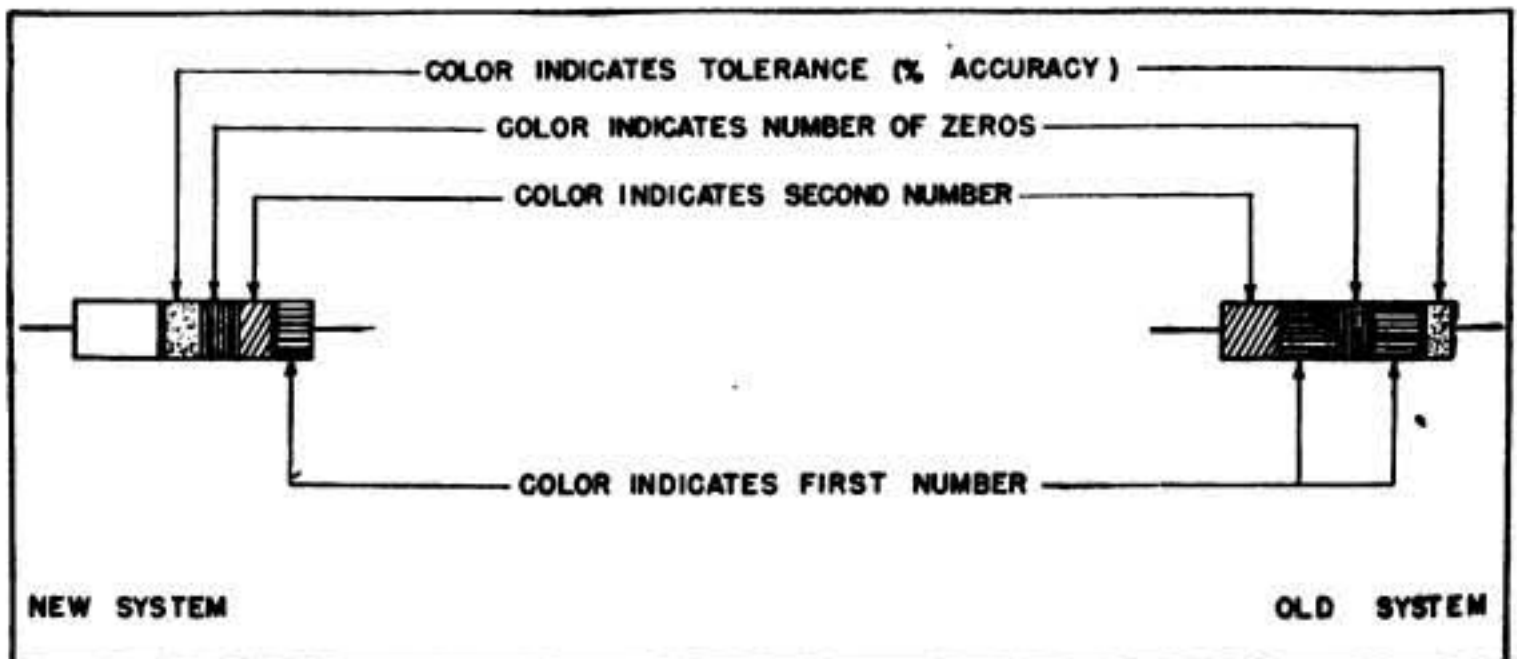 COLOR INDICATES TOLERANCE (% ACCURACY)
COLOR INDICATES NUMBER OF ZEROS
COLOR INDICATES SECOND NUMBER
COLOR INDICATES FIRST NUMBER
NEW SYSTEM
OLD SYSTEM